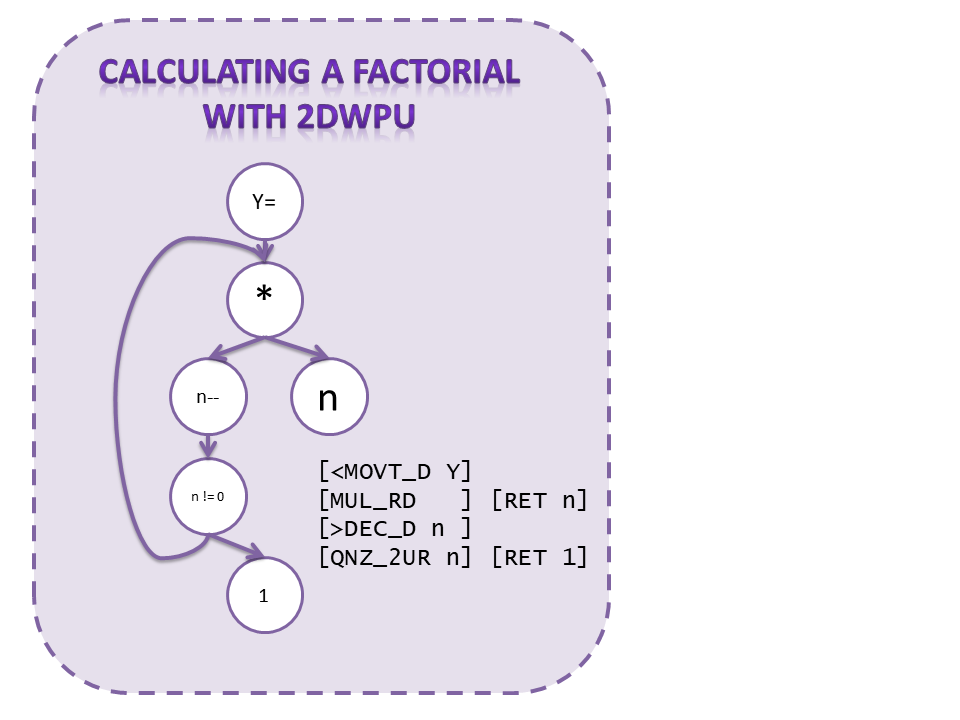 CALCULATING A FACTORIAL
WITH 2DWPU
Y=
*
n--
n
n != 0
1
[<MOVT_D Y]
[MUL_RD   ] [RET n]
[>DEC_D n ]
[QNZ_2UR n] [RET 1]